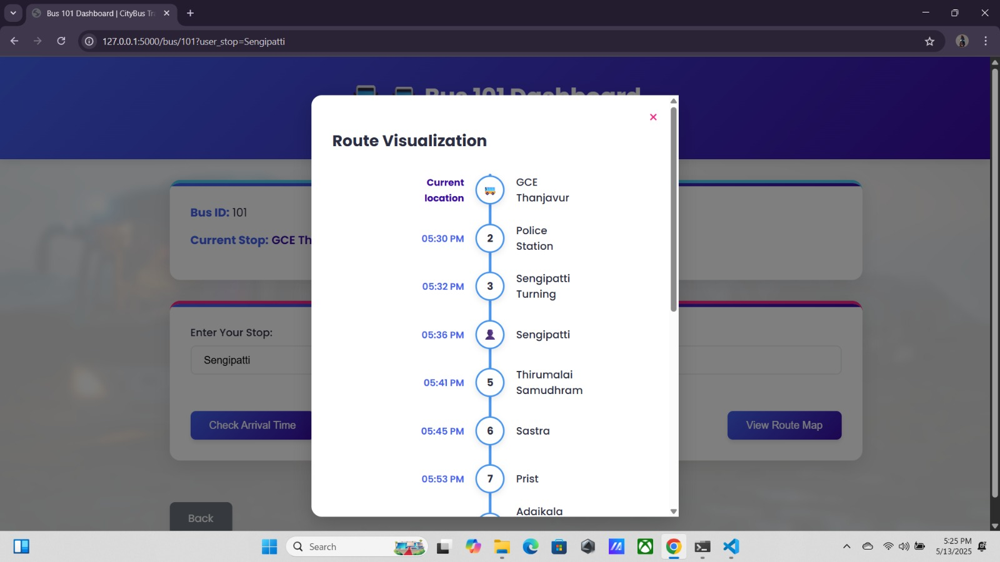 Bus 101 Dashboard | CityBus Tr
127.0.0.1:5000/bus/101?user_stop=Sengipatti
Bus 101 Dashboard
Route Visualization
Current
location
GCE
Thanjavur
05:30 PM
2
Police
Station
05:32 PM
3
Sengipatti
Turning
05:36 PM
Sengipatti
05:41 PM
5
Thirumalai
Samudhram
05:45 PM
6
Sastra
05:53 PM
7
Prist
Adaikala
Bus ID: 101
Current Stop: GCE Th
Enter Your Stop:
Sengipatti
Check Arrival Time
View Route Map
Back
Search
5:25 PM
5/13/2025